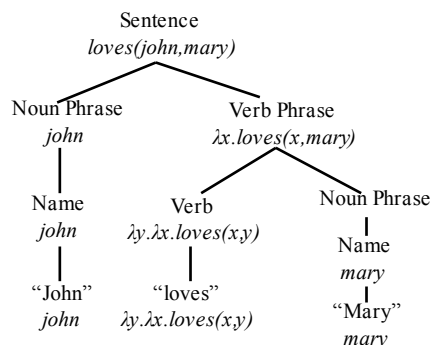 Sentence
loves(john,mary)
Noun Phrase
john
Verb Phrase
λx.loves(x,mary)
Name
john
Verb
λy.λx.loves(x,y)
Noun Phrase
Name
mary
“John”
john
“loves”
λy.λx.loves(x,y)
“Mary”
mary